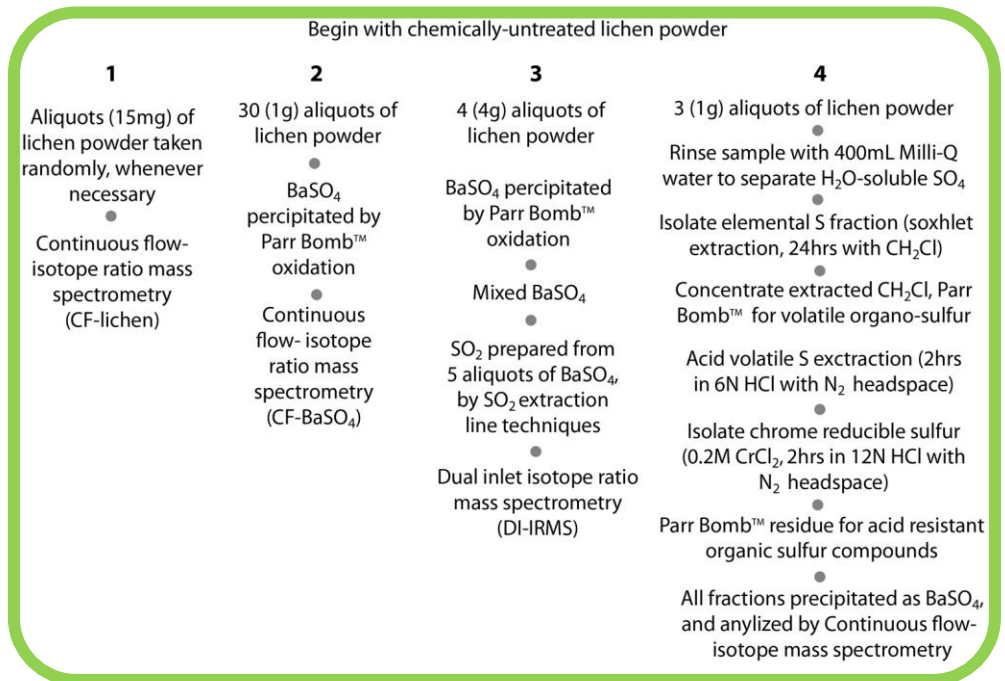 Begin with chemically-untreated lichen powder
1
Aliquots (15mg) of
lichen powder taken
randomly, whenever
necessary
Continuous flow-
isotope ratio mass
spectrometry
(CF-lichen)
2
30 (1g) aliquots of
lichen powder
BaSO₄
percipitated by
Parr Bomb™
oxidation
Continuous
flow- isotope
ratio mass
spectrometry
(CF-BaSO₄)
3
4 (4g) aliquots of
lichen powder
BaSO₄ percipitated
by Parr Bomb™
oxidation
Mixed BaSO₄
SO₂ prepared from
5 aliquots of BaSO₄,
by SO₂ extraction
line techniques
Dual inlet isotope ratio
mass spectrometry
(DI-IRMS)
4
3 (1g) aliquots of lichen powder
Rinse sample with 400mL Milli-Q
water to separate H₂O-soluble SO₄
Isolate elemental S fraction (soxhlet
extraction, 24hrs with CH₂Cl)
Concentrate extracted CH₂Cl, Parr
Bomb™ for volatile organo-sulfur
Acid volatile S exctraction (2hrs
in 6N HCl with N₂ headspace)
Isolate chrome reducible sulfur
(0.2M CrCl₂, 2hrs in 12N HCl with
N₂ headspace)
Parr Bomb™ residue for acid resistant
organic sulfur compounds
All fractions precipitated as BaSO₄,
and anylized by Continuous flow-
isotope mass spectrometry